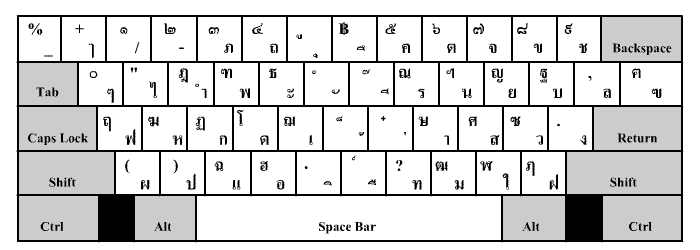 % + ๑ ๒ ๓ ๔ ู ฿ ๕ ๖ ๗ ๘ ๙
_ ๅ / - ภ ถ ุ ึ ค ต จ ข ช Backspace
๐ " ฎ ฑ ธ ํ ๊ ณ ฯ ญ ฐ , ฅ
Tab ๆ ไ ำ พ ะ ั ี ร น ย บ ล ฃ
ฤ ฆ ฏ โ ฌ ็ ๋ ษ ศ ซ .
Caps Lock ฟ ห ก ด เ ้ ่ า ส ว ง Return
( ) ฉ ฮ ฺ ์ ? ฒ ฬ ฦ
Shift ผ ป แ อ ิ ื ท ม ใ ฝ Shift
Ctrl Alt Space Bar Alt Ctrl